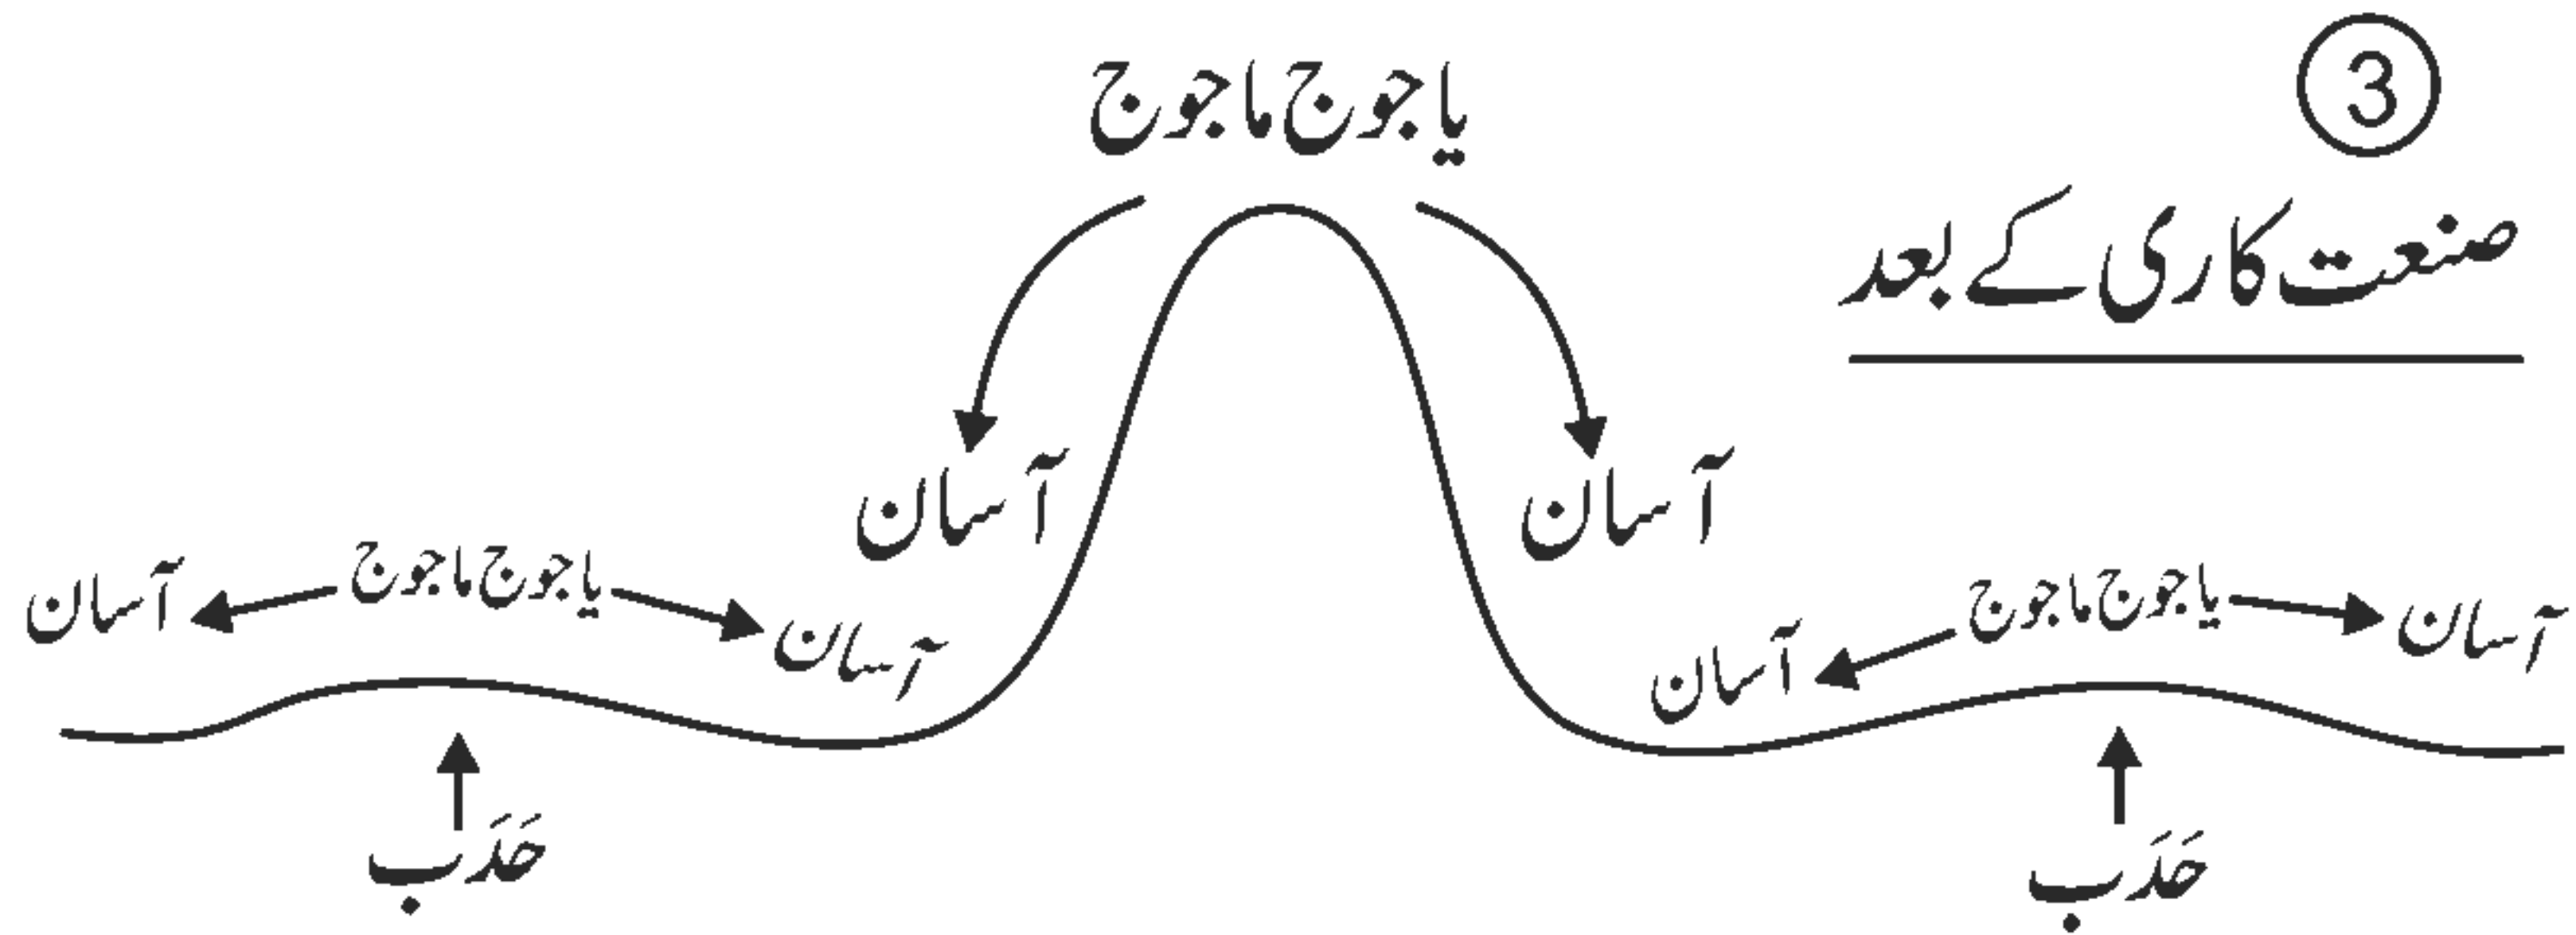 3
یاجوج ماجوج
صنعت کاری کے بعد
آسان
آسان
یاجوج ماجوج
آسان
آسان
یاجوج ماجوج
آسان
آسان
حَدَب
حَدَب